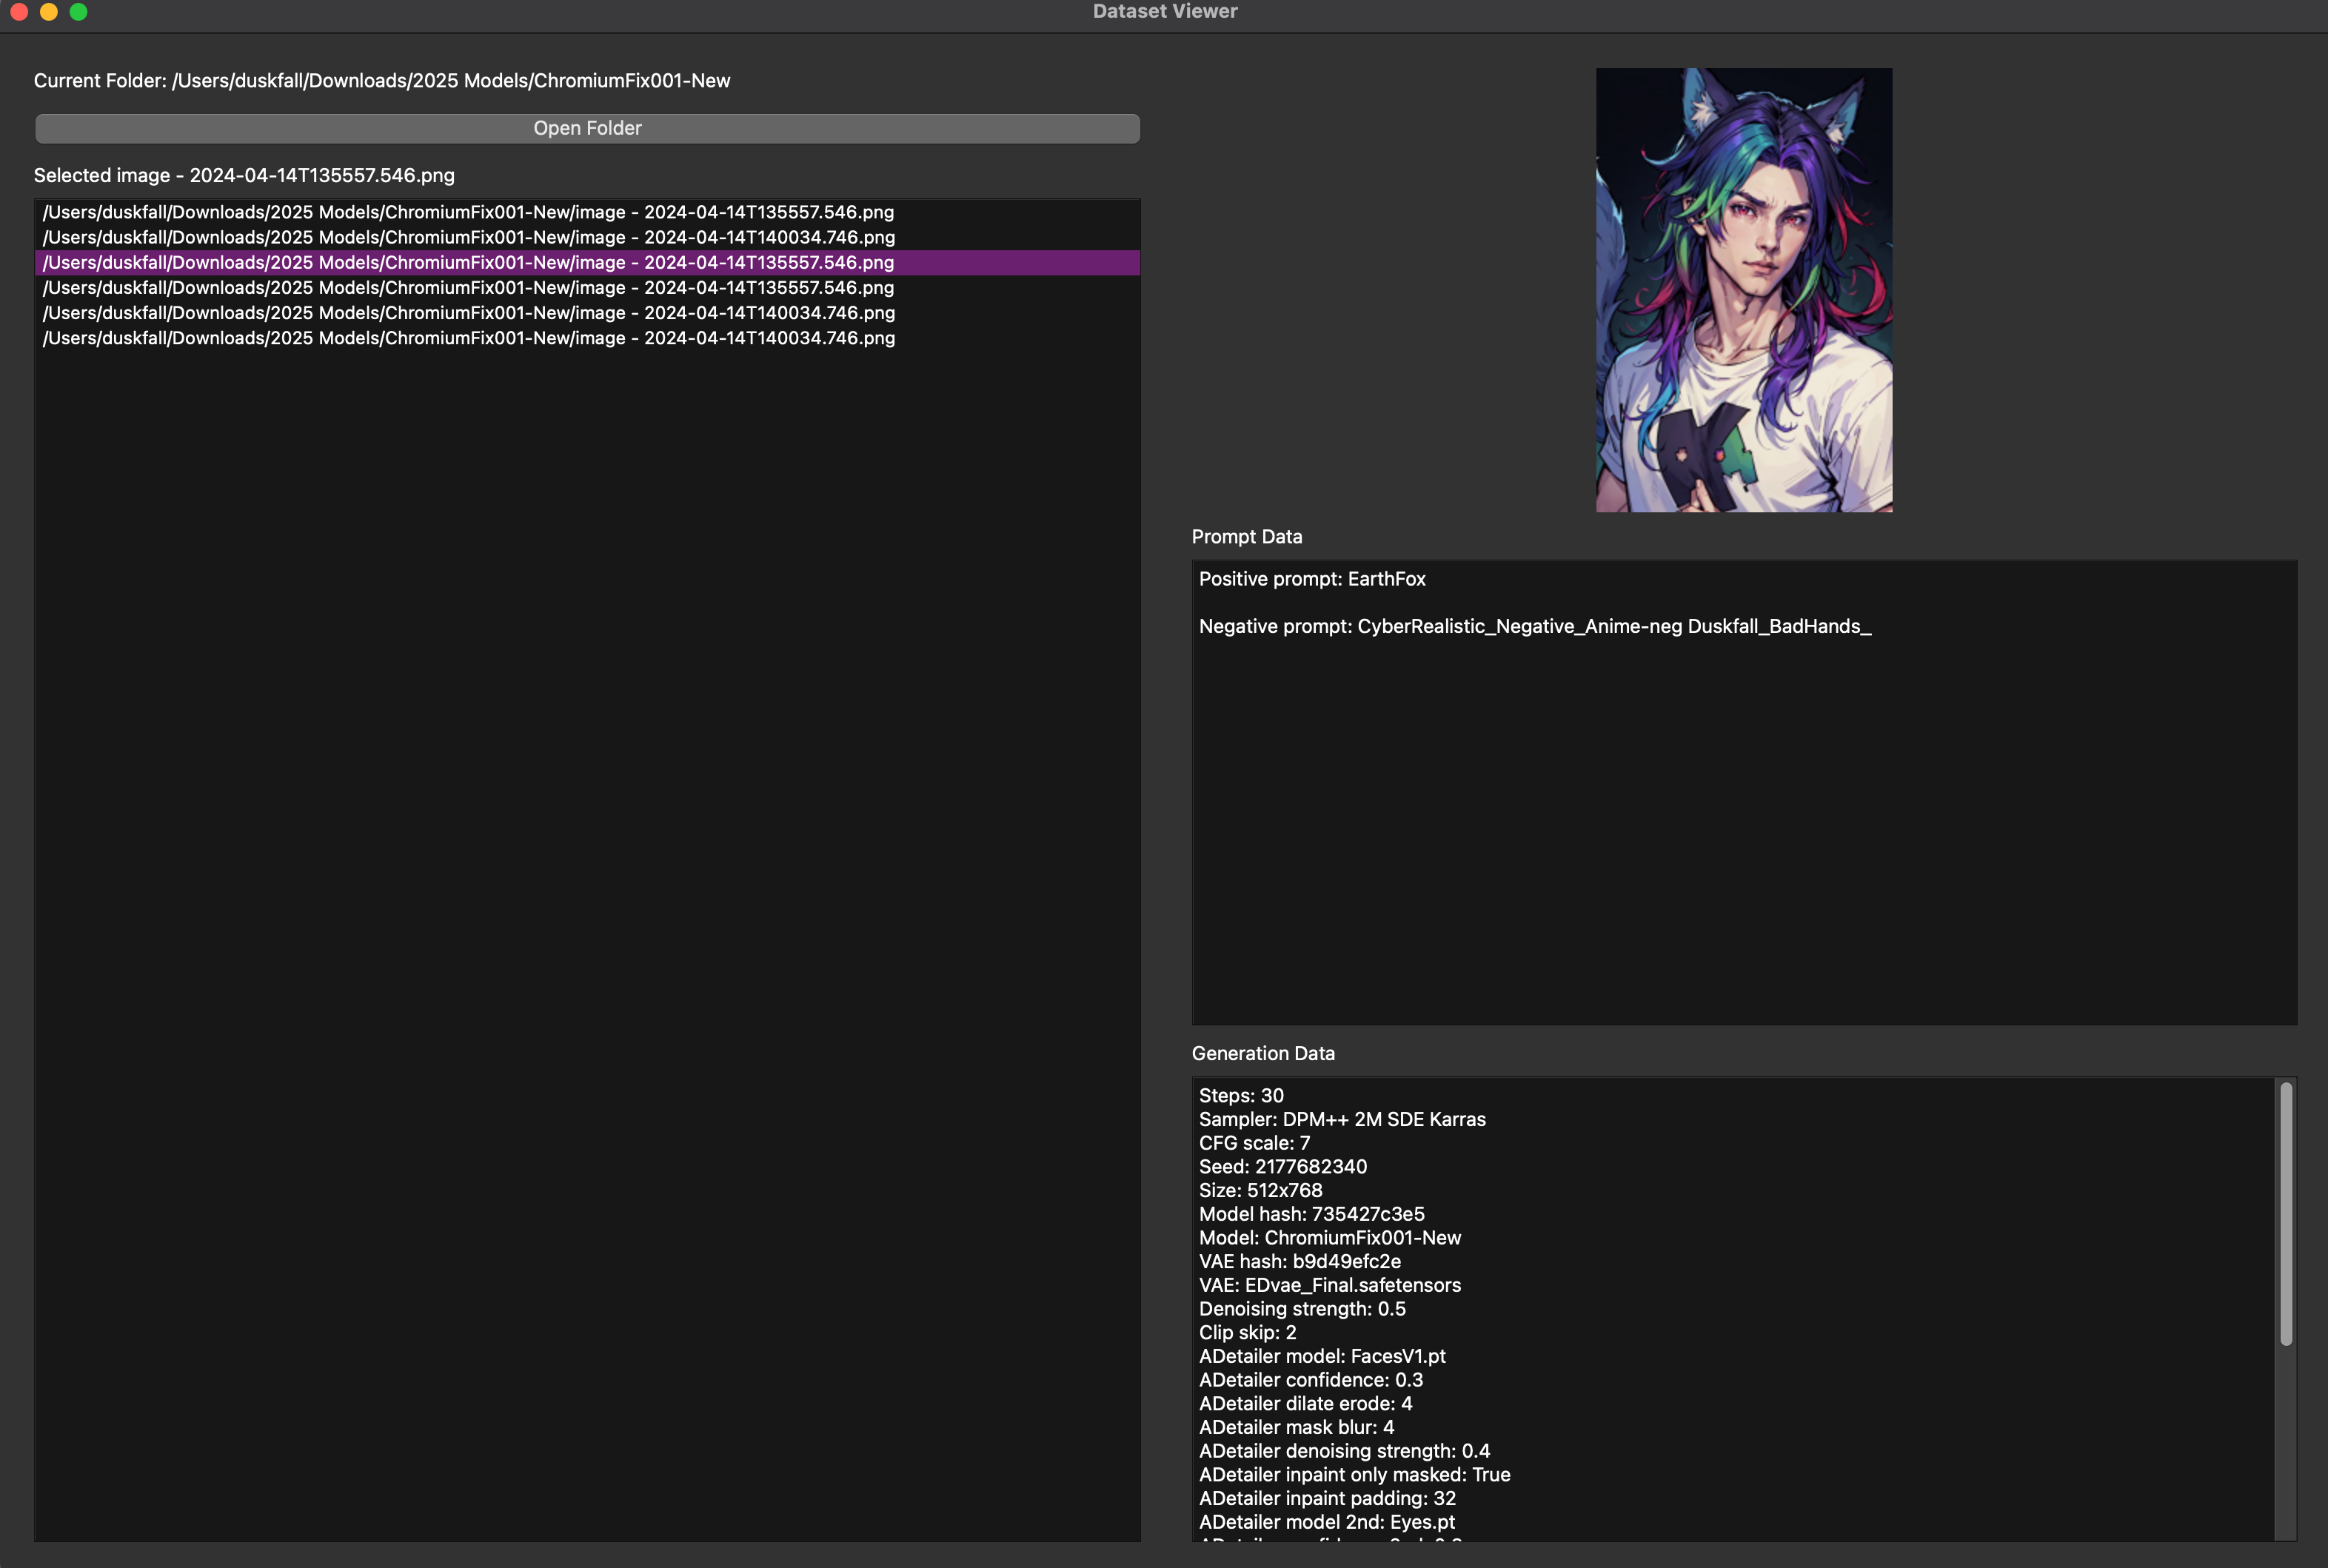 Dataset Viewer
Current Folder: /Users/duskfall/Downloads/2025 Models/ChromiumFix001-New
Open Folder
Selected image - 2024-04-14T135557.546.png
/Users/duskfall/Downloads/2025 Models/ChromiumFix001-New/image - 2024-04-14T135557.546.png
/Users/duskfall/Downloads/2025 Models/ChromiumFix001-New/image - 2024-04-14T140034.746.png
/Users/duskfall/Downloads/2025 Models/ChromiumFix001-New/image - 2024-04-14T135557.546.png
/Users/duskfall/Downloads/2025 Models/ChromiumFix001-New/image - 2024-04-14T135557.546.png
/Users/duskfall/Downloads/2025 Models/ChromiumFix001-New/image - 2024-04-14T140034.746.png
/Users/duskfall/Downloads/2025 Models/ChromiumFix001-New/image - 2024-04-14T140034.746.png
Prompt Data
Positive prompt: EarthFox
Negative prompt: CyberRealistic_Negative_Anime-neg Duskfall_BadHands_
Generation Data
Steps: 30
Sampler: DPM++ 2M SDE Karras
CFG scale: 7
Seed: 2177682340
Size: 512x768
Model hash: 735427c3e5
Model: ChromiumFix001-New
VAE hash: b9d49efc2e
VAE: EDvae_Final.safetensors
Denoising strength: 0.5
Clip skip: 2
ADetailer model: FacesV1.pt
ADetailer confidence: 0.3
ADetailer dilate erode: 4
ADetailer mask blur: 4
ADetailer denoising strength: 0.4
ADetailer inpaint only masked: True
ADetailer inpaint padding: 32
ADetailer model 2nd: Eyes.pt